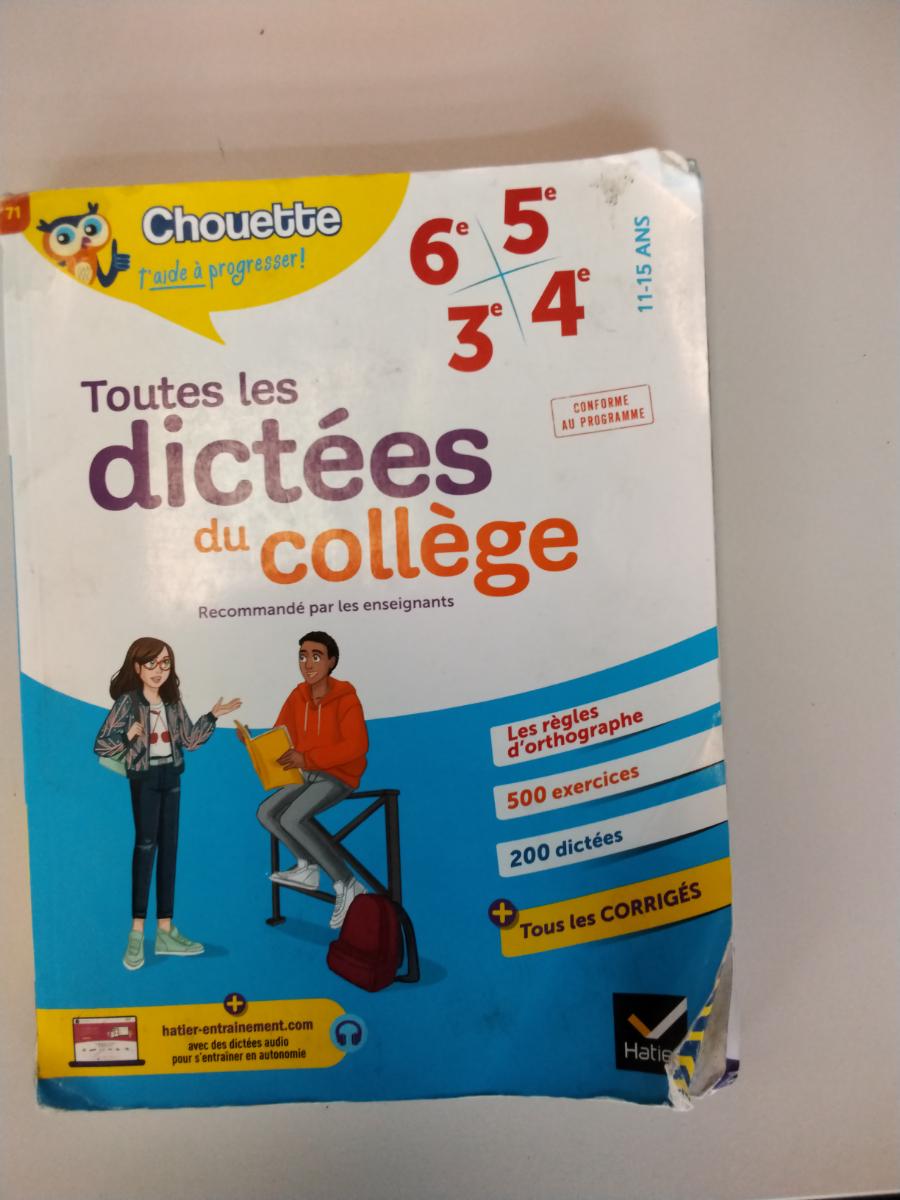 71
Chouette
t'aide à progresser!
6e 5e
3e 4e
11-15 ANS
CONFORME
AU PROGRAMME
Toutes les
dictées
du collège
Recommandé par les enseignants
Les règles
d'orthographe
500 exercices
200 dictées
+ Tous les CORRIGÉS
+
hatier-entrainement.com
avec des dictées audio
pour s'entraîner en autonomie
Hatie